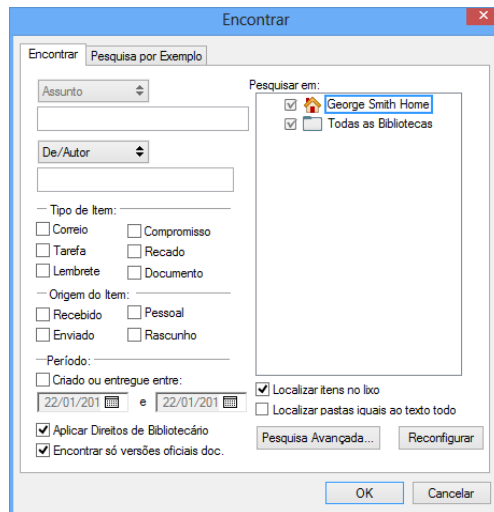 Encontrar
Encontrar
Pesquisa por Exemplo
Assunto
De/Autor
Tipo de Item:
Correio
Compromisso
Tarefa
Recado
Lembrete
Documento
Origem do Item:
Recebido
Pessoal
Enviado
Rascunho
Período:
Criado ou entregue entre:
22/01/201 e 22/01/201
Aplicar Direitos de Bibliotecário
Encontrar só versões oficiais doc.
Pesquisar em:
George Smith Home
Todas as Bibliotecas
Localizar itens no lixo
Localizar pastas iquais ao texto todo
Pesquisa Avançada...
Reconfigurar
OK
Cancelar